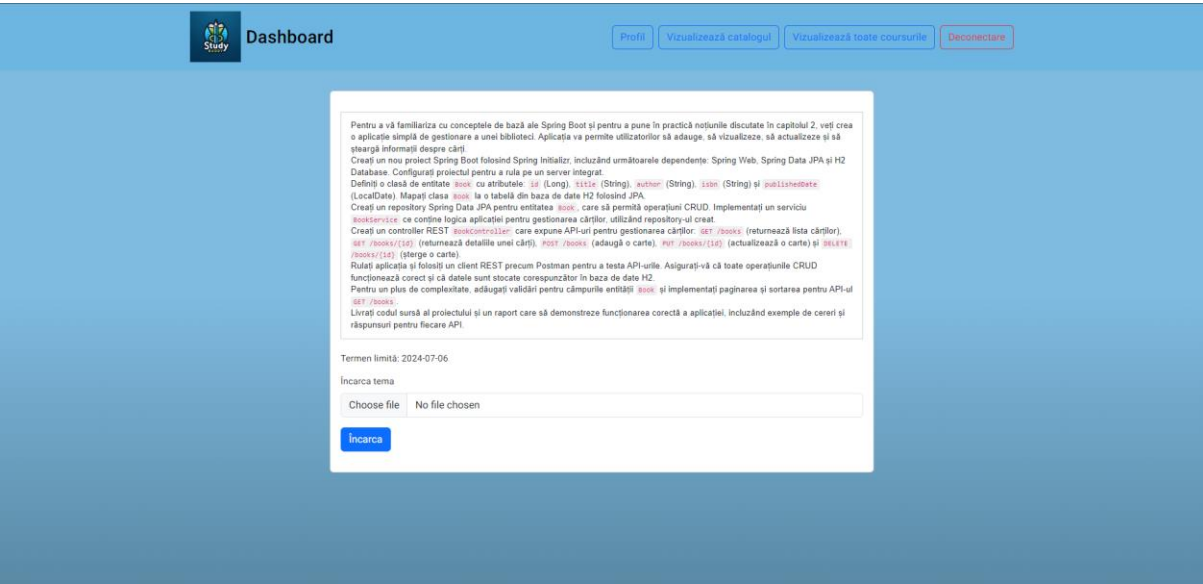 Study
Dashboard
Profil
Vizualizează catalogul
Vizualizează toate coursurile
Deconectare
Pentru a vă familiariza cu conceptele de bază ale Spring Boot și pentru a pune în practică noțiunile discutate în capitolul 2, veți crea
o aplicație simplă de gestionare a unei biblioteci. Aplicația va permite utilizatorilor să adauge, să vizualizeze, să actualizeze și să
șteargă informații despre cărți.
Creați un nou proiect Spring Boot folosind Spring Initializr, incluzând următoarele dependențe: Spring Web, Spring Data JPA și H2
Database. Configurați proiectul pentru a rula pe un server integrat.
Definiți o clasă de entitate Book cu atributele: id (Long), title (String), author (String), isbn (String) și publishedDate
(LocalDate). Mapați clasa Book la o tabelă din baza de date H2 folosind JPA.
Creați un repository Spring Data JPA pentru entitatea Book, care să permită operațiuni CRUD. Implementați un serviciu
BookService ce conține logica aplicației pentru gestionarea cărților, utilizând repository-ul creat.
Creați un controller REST BookController care expune API-uri pentru gestionarea cărților: GET /books (returnează lista cărților),
GET /books/{id} (returnează detaliile unei cărți), POST /books (adaugă o carte), PUT /books/{id} (actualizează o carte) și DELETE
/books/{id} (șterge o carte).
Rulați aplicația și folosiți un client REST precum Postman pentru a testa API-urile. Asigurați-vă că toate operațiunile CRUD
funcționează corect și că datele sunt stocate corespunzător în baza de date H2.
Pentru un plus de complexitate, adăugați validări pentru câmpurile entității Book și implementați paginarea și sortarea pentru API-ul
GET /books.
Livrați codul sursă al proiectului și un raport care să demonstreze funcționarea corectă a aplicației, incluzând exemple de cereri și
răspunsuri pentru fiecare API.
Termen limită: 2024-07-06
Încarca tema
Choose file No file chosen
Încarca